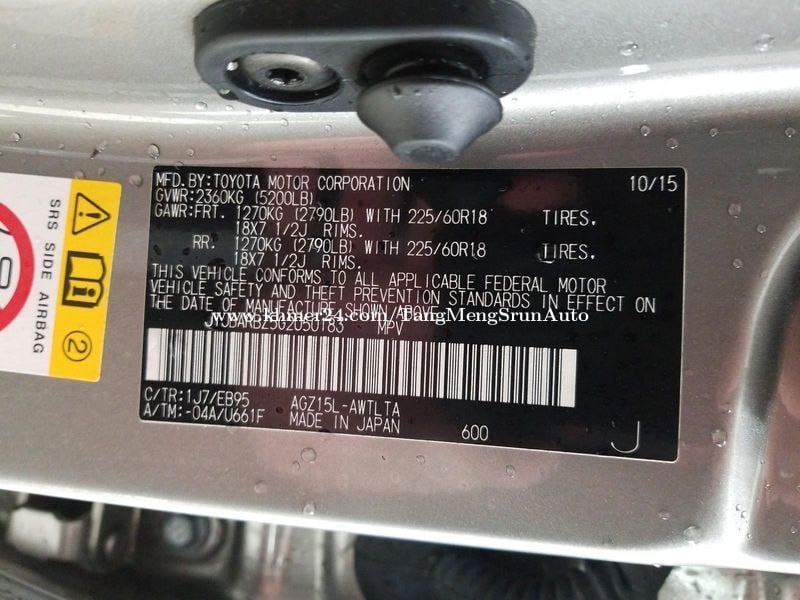 MFD.BY:TOYOTA MOTOR CORPORATION 10/15
GVWR:2360KG (5200LB)
GAWR:FRT. 1270KG (2790LB) WITH 225/60R18 TIRES,
18X7 1/2J RIMS.
RR. 1270KG (2790LB) WITH 225/60R18 TIRES,
18X7 1/2J RIMS.
THIS VEHICLE CONFORMS TO ALL APPLICABLE FEDERAL MOTOR
VEHICLE SAFETY AND THEFT PREVENTION STANDARDS IN EFFECT ON
THE DATE OF MANUFACTURE SHOWN ABOVE.
MPV
www.khmer24.com/TangMengSrunAuto
C/TR:1J7/EB95 AGZ15L-AWTLTA
A/TM:-04A/U661F MADE IN JAPAN 600
J
SRS SIDE AIRBAG
2